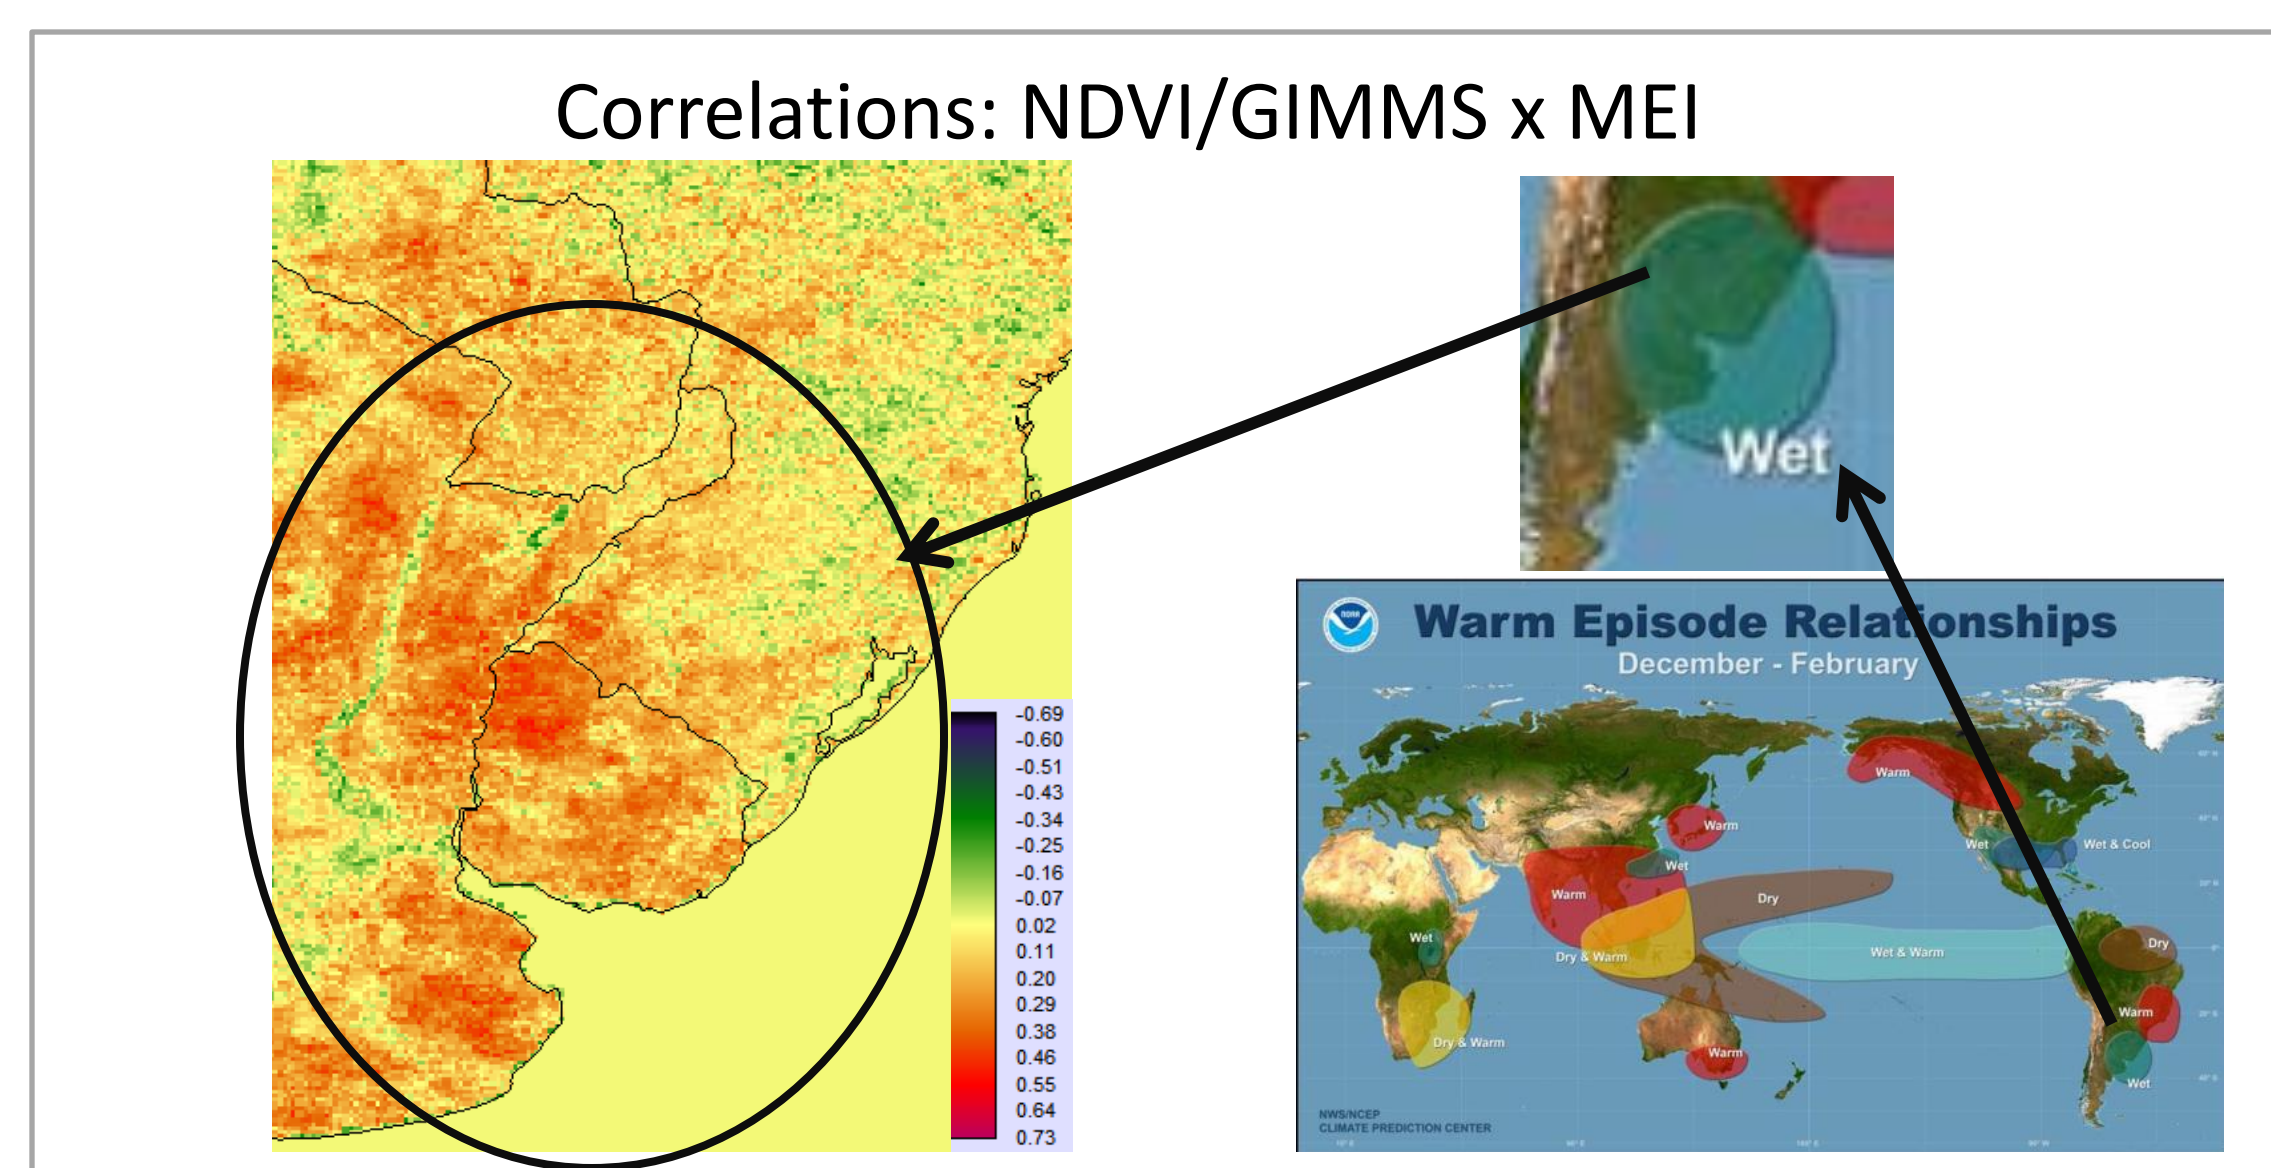 Correlations: NDVI/GIMMS x MEI
Wet
-0.69
-0.60
-0.51
-0.43
-0.34
-0.25
-0.16
-0.07
0.02
0.11
0.20
0.29
0.38
0.46
0.55
0.64
0.73
NOAA
Warm Episode Relationships
December - February
Warm
Warm
Wet
Wet & Cool
Wet
Warm
Dry
Wet
Dry
Dry & Warm
Wet & Warm
Warm
Dry & Warm
Warm
Wet
NWS/NCEP
CLIMATE PREDICTION CENTER